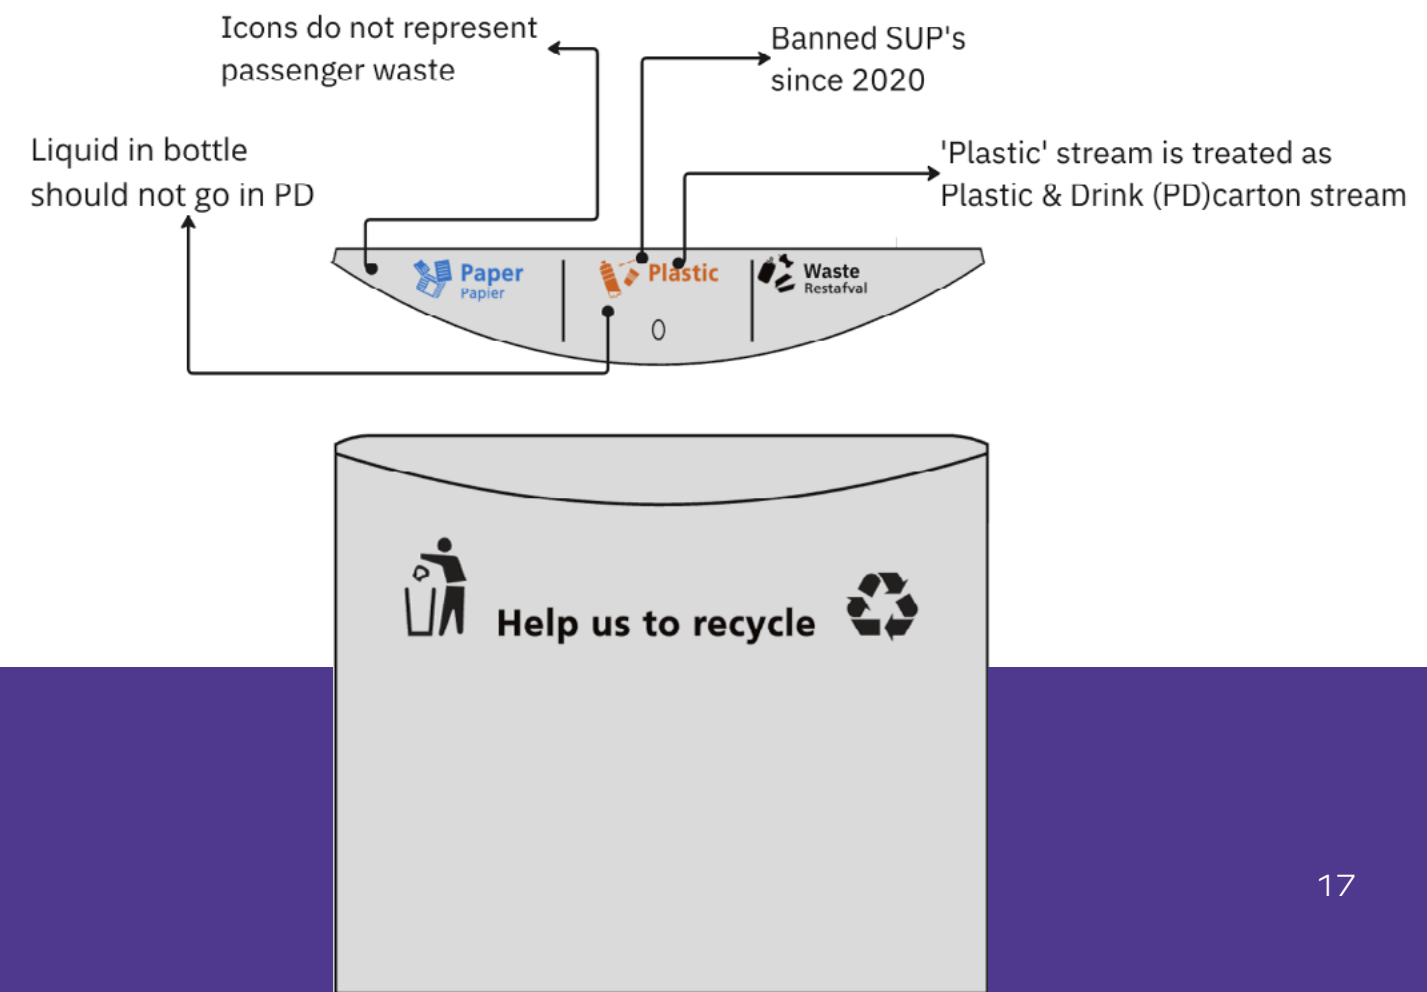 Icons do not represent
passenger waste
Banned SUP's
since 2020
Liquid in bottle
should not go in PD
'Plastic' stream is treated as
Plastic & Drink (PD)carton stream
Paper
Papier
Plastic
Waste
Restafval
Help us to recycle
17